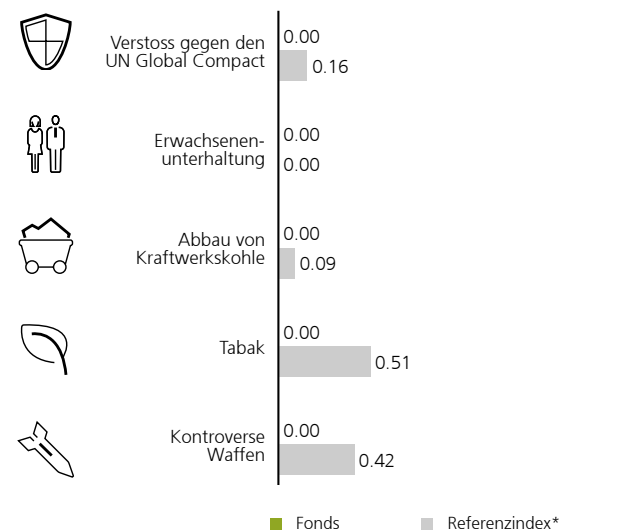 0.00
Verstoss gegen den
UN Global Compact
0.16
0.00
Erwachsenen-
unterhaltung
0.00
0.00
Abbau von
Kraftwerkskohle
0.09
0.00
Tabak
0.51
0.00
Kontroverse
Waffen
0.42
Fonds
Referenzindex*